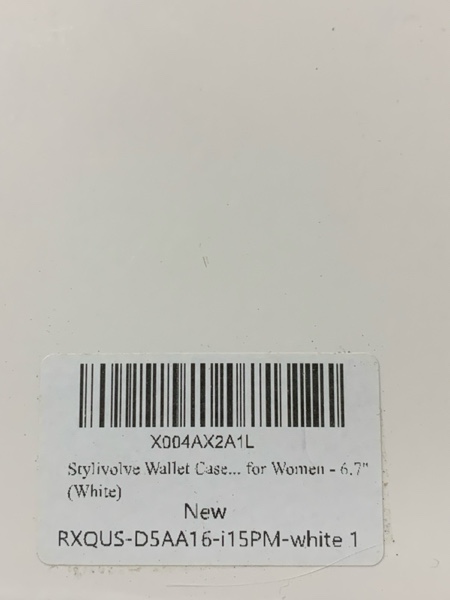 X004AX2A1L
Stylivolve Wallet Case... for Women - 6.7"
(White)
New
RXQUS-D5AA16-i15PM-white 1